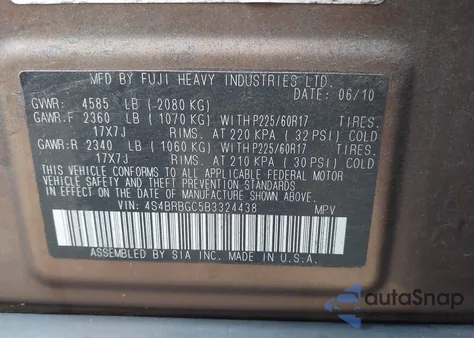 MFD BY FUJI HEAVY INDUSTRIES LTD.
DATE: 06/10
GVWR: 4585 LB (2080 KG)
GAWR:F 2360 LB (1070 KG) WITH P225/60R17 TIRES.
17X7J RIMS. AT 220 KPA (32 PSI) COLD
GAWR:R 2340 LB (1060 KG) WITH P225/60R17 TIRES.
17X7J RIMS. AT 210 KPA (30 PSI) COLD
THIS VEHICLE CONFORMS TO ALL APPLICABLE FEDERAL MOTOR
VEHICLE SAFETY AND BUMPER STANDARDS
IN EFFECT ON THE DATE OF MANUFACTURE SHOWN ABOVE.
VIN: 4S4BRBGC5B3324438 MPV
ASSEMBLED BY SIA INC. IN U.S.A.
autoSnap